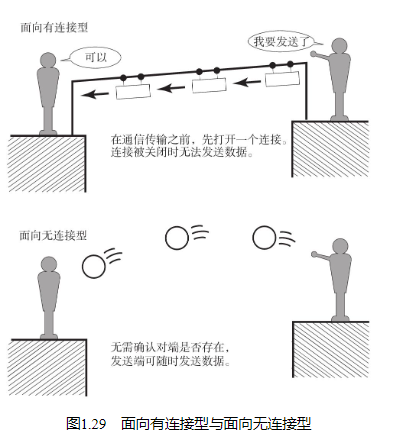 面向有连接型
可以
我要发送了
在通信传输之前，先打开一个连接。
连接被关闭时无法发送数据。
面向无连接型
无需确认对端是否存在，
发送端可随时发送数据。
图1.29 面向有连接型与面向无连接型